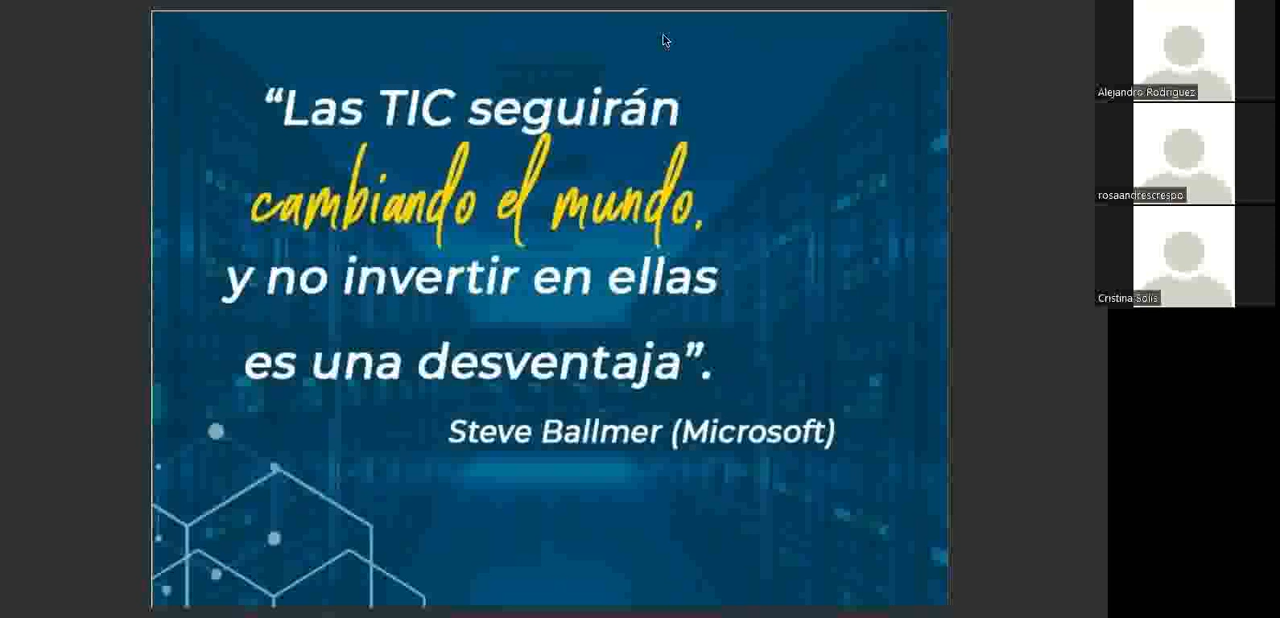 “Las TIC seguirán
cambiando el mundo.
y no invertir en ellas
es una desventaja”.
Steve Ballmer (Microsoft)
Alejandro Rodriguez
rosaandrescrespo
Cristina Solís